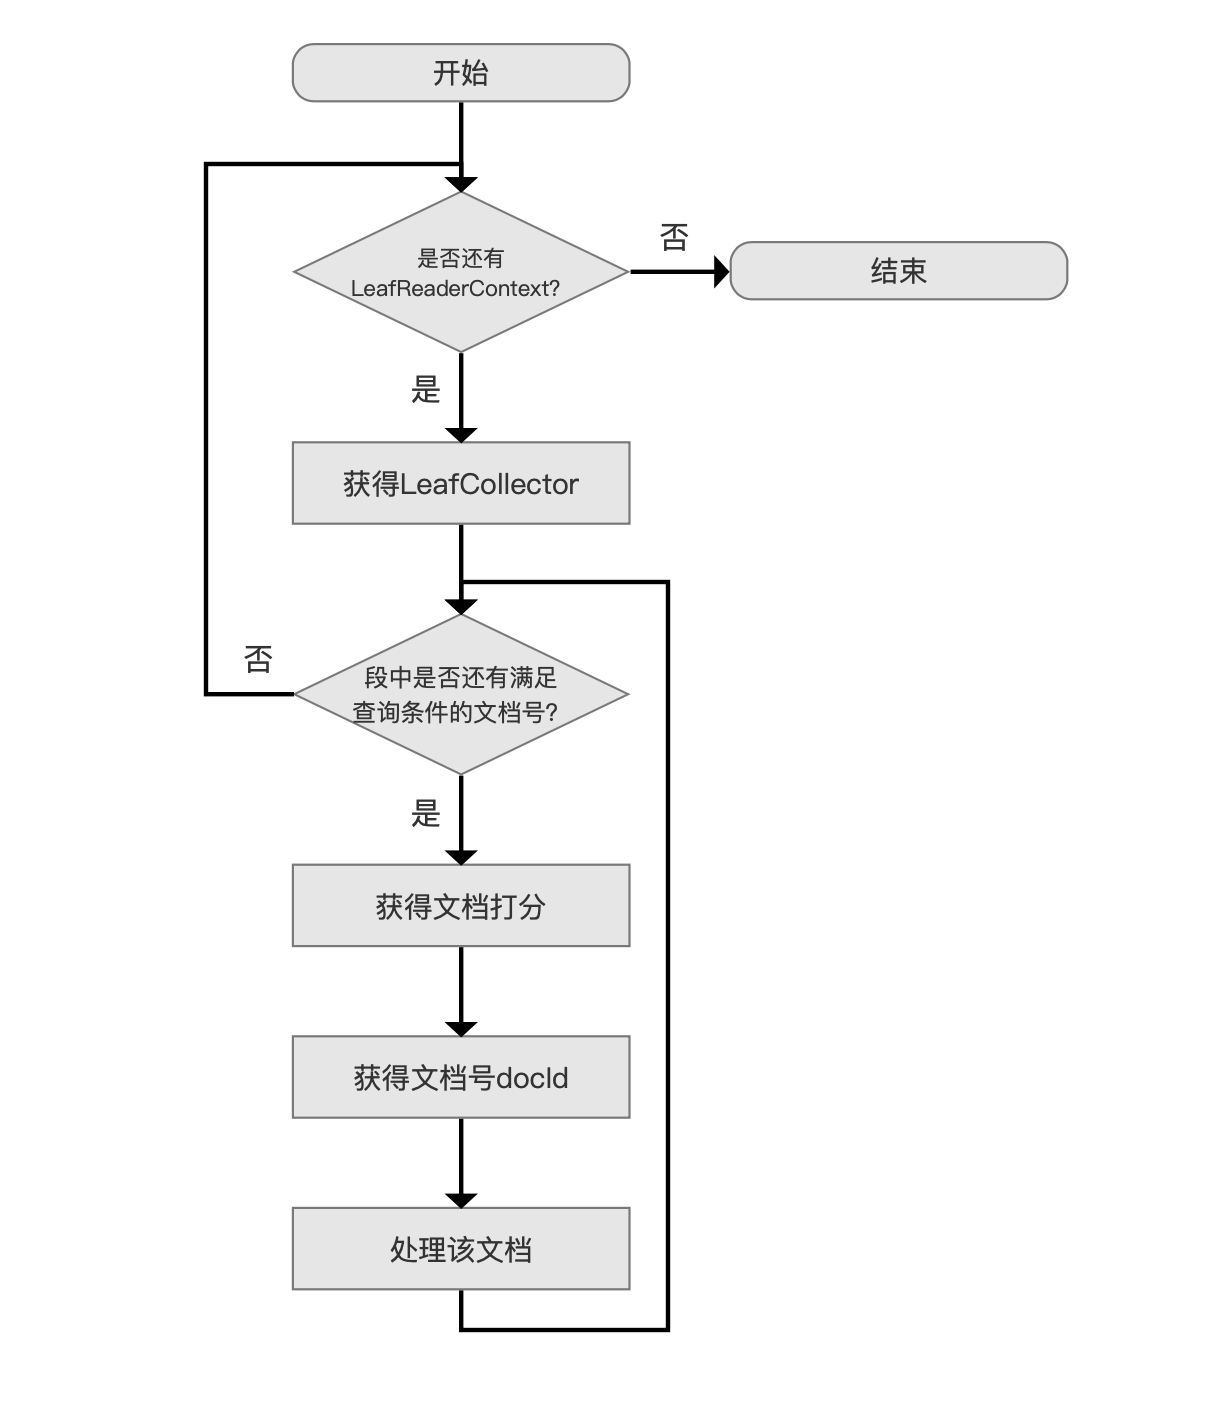 开始
是否还有
LeafReaderContext?
否
结束
是
获得LeafCollector
否
段中是否还有满足
查询条件的文档号?
是
获得文档打分
获得文档号docId
处理该文档